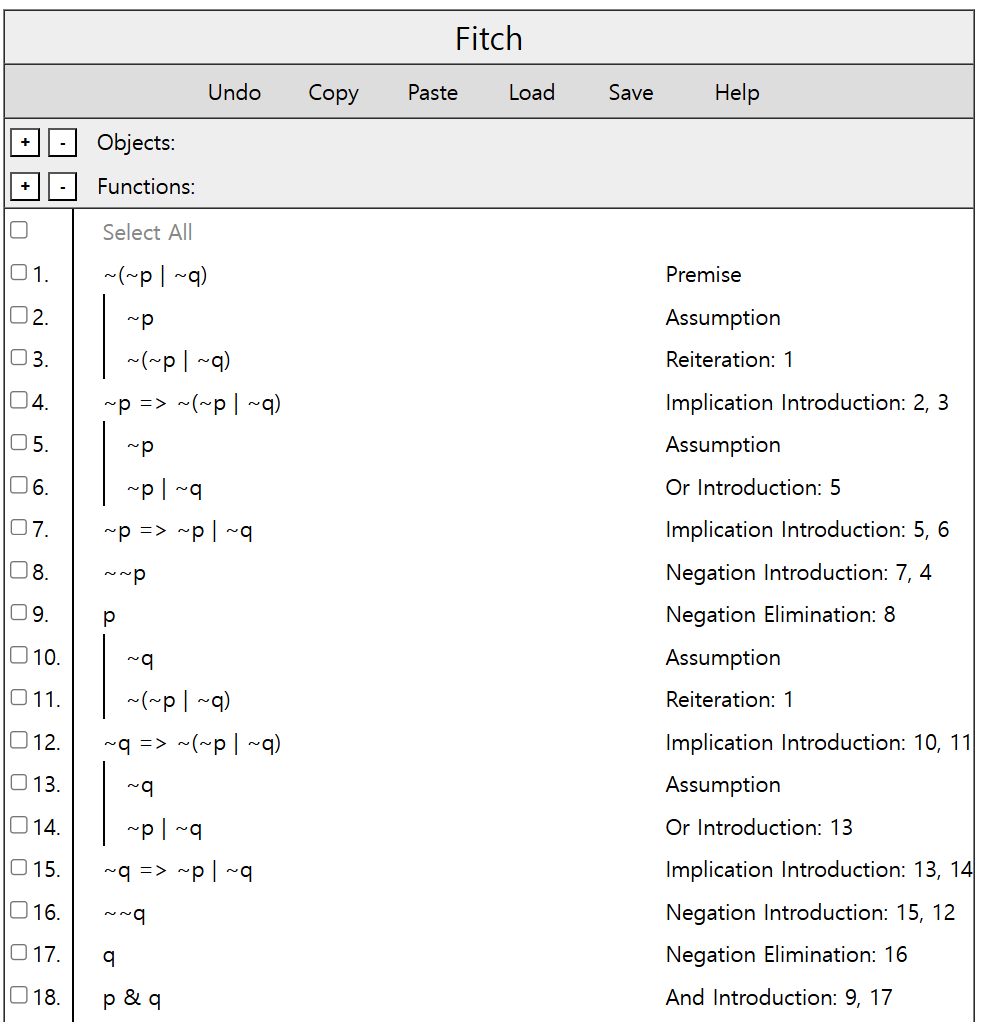 Fitch
Undo Copy Paste Load Save Help
+ - Objects:
+ - Functions:
Select All
1. ~(~p | ~q) Premise
2. ~p Assumption
3. ~(~p | ~q) Reiteration: 1
4. ~p => ~(~p | ~q) Implication Introduction: 2, 3
5. ~p Assumption
6. ~p | ~q Or Introduction: 5
7. ~p => ~p | ~q Implication Introduction: 5, 6
8. ~~p Negation Introduction: 7, 4
9. p Negation Elimination: 8
10. ~q Assumption
11. ~(~p | ~q) Reiteration: 1
12. ~q => ~(~p | ~q) Implication Introduction: 10, 11
13. ~q Assumption
14. ~p | ~q Or Introduction: 13
15. ~q => ~p | ~q Implication Introduction: 13, 14
16. ~~q Negation Introduction: 15, 12
17. q Negation Elimination: 16
18. p & q And Introduction: 9, 17